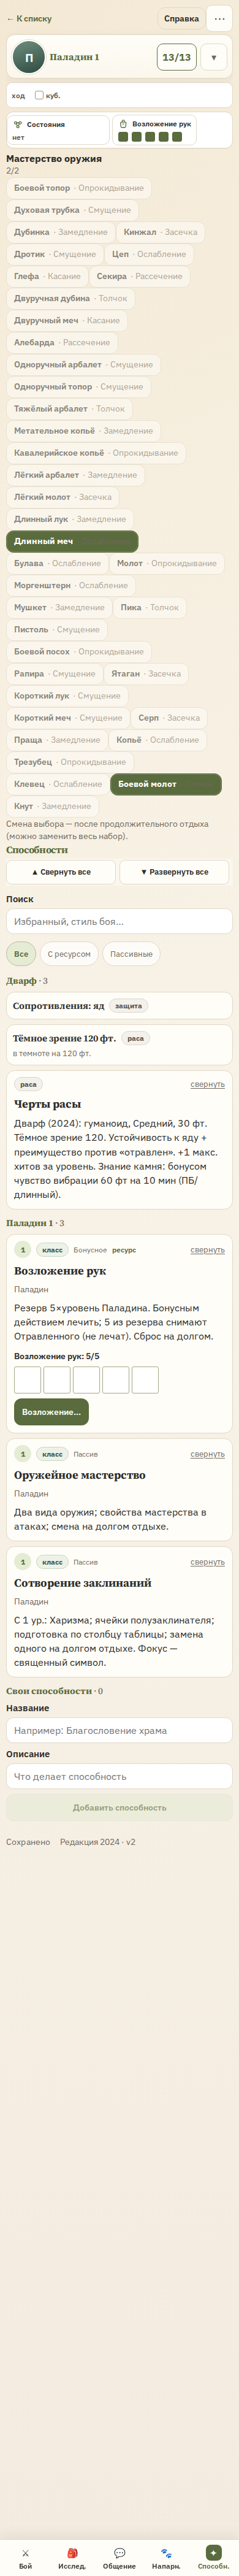 ← К списку
Справка
⋯
П
Паладин 1
13/13
▾
ход
куб.
Состояния
нет
Возложение рук
Мастерство оружия
2/2
Боевой топор · Опрокидывание
Духовая трубка · Смущение
Дубинка · Замедление
Кинжал · Засечка
Дротик · Смущение
Цеп · Ослабление
Глефа · Касание
Секира · Рассечение
Двуручная дубина · Толчок
Двуручный меч · Касание
Алебарда · Рассечение
Одноручный арбалет · Смущение
Одноручный топор · Смущение
Тяжёлый арбалет · Толчок
Метательное копьё · Замедление
Кавалерийское копьё · Опрокидывание
Лёгкий арбалет · Замедление
Лёгкий молот · Засечка
Длинный лук · Замедление
Длинный меч
Булава · Ослабление
Молот · Опрокидывание
Моргенштерн · Ослабление
Мушкет · Замедление
Пика · Толчок
Пистоль · Смущение
Боевой посох · Опрокидывание
Рапира · Смущение
Ятаган · Засечка
Короткий лук · Смущение
Короткий меч · Смущение
Серп · Засечка
Праща · Замедление
Копьё · Ослабление
Трезубец · Опрокидывание
Клевец · Ослабление
Боевой молот
Кнут · Замедление
Смена выбора — после продолжительного отдыха
(можно заменить весь набор).
Способности
▲ Свернуть все
▼ Развернуть все
Поиск
Избранный, стиль боя…
Все
С ресурсом
Пассивные
Дварф · 3
Сопротивления: яд
защита
Тёмное зрение 120 фт.
раса
в темноте на 120 фт.
раса
свернуть
Черты расы
Дварф (2024): гуманоид, Средний, 30 фт.
Тёмное зрение 120. Устойчивость к яду +
преимущество против «отравлен». +1 макс.
хитов за уровень. Знание камня: бонусом
чувство вибрации 60 фт на 10 мин (ПБ/
длинный).
Паладин 1 · 3
1
класс
Бонусное
ресурс
свернуть
Возложение рук
Паладин
Резерв 5×уровень Паладина. Бонусным
действием лечить; 5 из резерва снимают
Отравленного (не лечат). Сброс на долгом.
Возложение рук: 5/5
Возложение…
1
класс
Пассив
свернуть
Оружейное мастерство
Паладин
Два вида оружия; свойства мастерства в
атаках; смена на долгом отдыхе.
1
класс
Пассив
свернуть
Сотворение заклинаний
Паладин
С 1 ур.: Харизма; ячейки полузаклинателя;
подготовка по столбцу таблицы; замена
одного на долгом отдыхе. Фокус —
священный символ.
Свои способности · 0
Название
Например: Благословение храма
Описание
Что делает способность
Добавить способность
Сохранено
Редакция 2024 · v2
Бой
Исслед.
Общение
Напарн.
Способн.